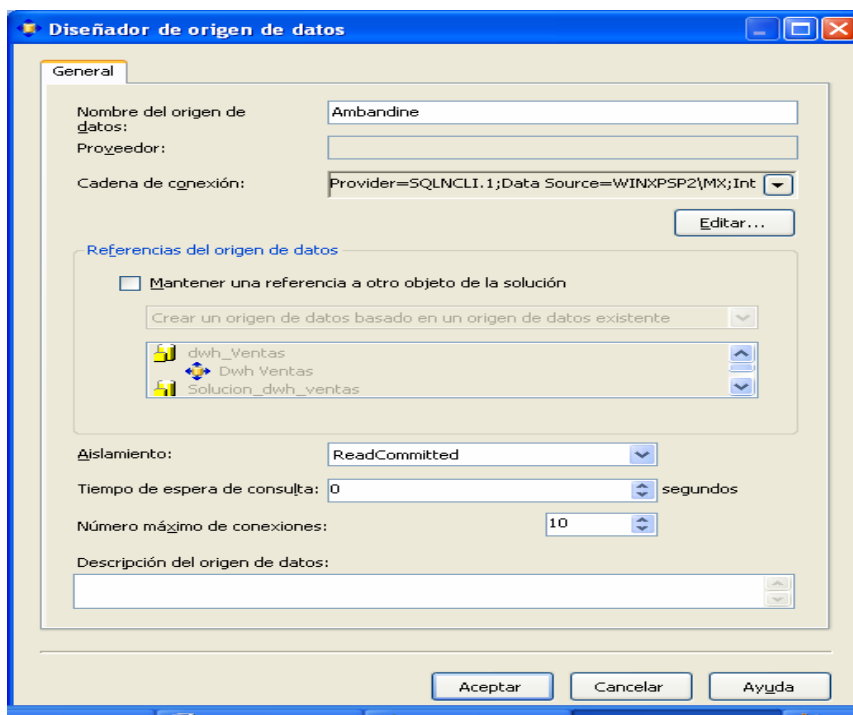 Diseñador de origen de datos
General
Nombre del origen de
datos:
Ambandine
Proveedor:
Cadena de conexión:
Provider=SQLNCLI.1;Data Source=WINXPSP2\MX;Int
Editar...
Referencias del origen de datos
Mantener una referencia a otro objeto de la solución
Crear un origen de datos basado en un origen de datos existente
dwh_Ventas
Dwh Ventas
Solucion_dwh_ventas
Aislamiento:
ReadCommitted
Tiempo de espera de consulta:
0
segundos
Número máximo de conexiones:
10
Descripción del origen de datos:
Aceptar
Cancelar
Ayuda